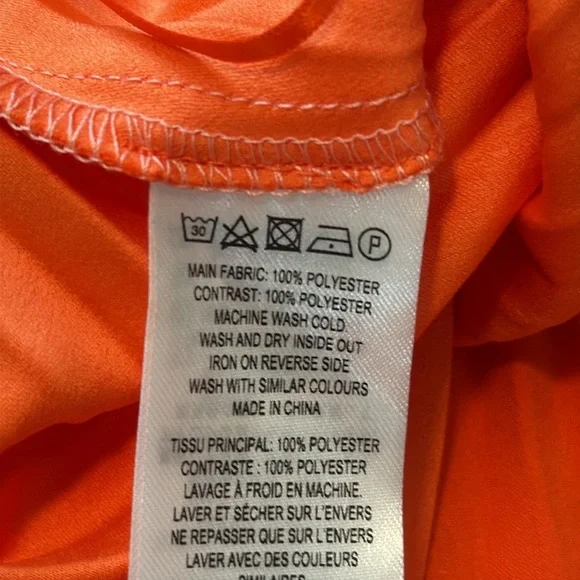 30 P
MAIN FABRIC: 100% POLYESTER
CONTRAST: 100% POLYESTER
MACHINE WASH COLD
WASH AND DRY INSIDE OUT
IRON ON REVERSE SIDE
WASH WITH SIMILAR COLOURS
MADE IN CHINA
TISSU PRINCIPAL: 100% POLYESTER
CONTRASTE : 100% POLYESTER
LAVAGE À FROID EN MACHINE.
LAVER ET SÉCHER SUR L'ENVERS
NE REPASSER QUE SUR L'ENVERS
LAVER AVEC DES COULEURS
SIMILAIRES